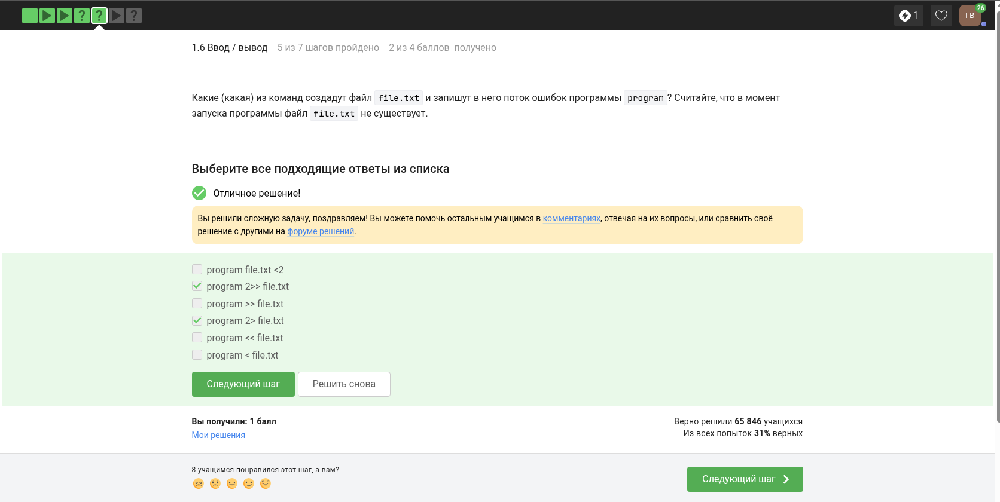 ? ? ?
1
ГВ
26
1.6 Ввод / вывод 5 из 7 шагов пройдено 2 из 4 баллов получено
Какие (какая) из команд создадут файл file.txt и запишут в него поток ошибок программы program? Считайте, что в момент
запуска программы файл file.txt не существует.
Выберите все подходящие ответы из списка
Отличное решение!
Вы решили сложную задачу, поздравляем! Вы можете помочь остальным учащимся в комментариях, отвечая на их вопросы, или сравнить своё
решение с другими на форуме решений.
program file.txt <2
program 2>> file.txt
program >> file.txt
program 2> file.txt
program << file.txt
program < file.txt
Следующий шаг Решить снова
Вы получили: 1 балл
Мои решения
Верно решили 65 846 учащихся
Из всех попыток 31% верных
8 учащимся понравился этот шаг, а вам?
Следующий шаг